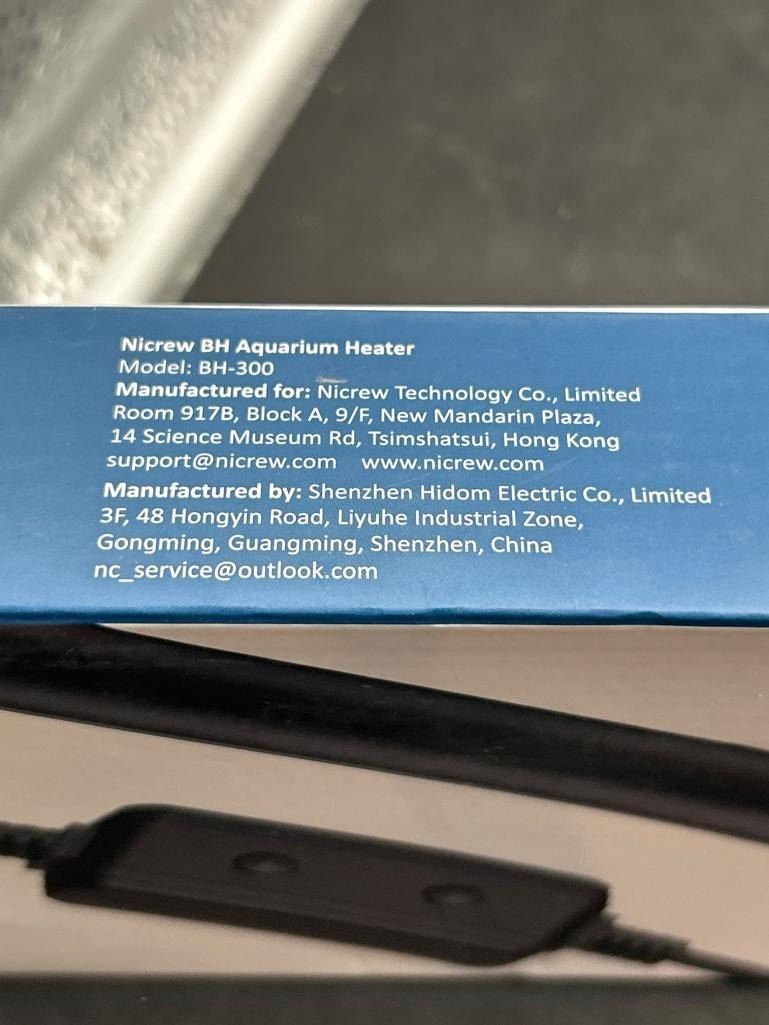 Nicrew BH Aquarium Heater
Model: BH-300
Manufactured for: Nicrew Technology Co., Limited
Room 917B, Block A, 9/F, New Mandarin Plaza,
14 Science Museum Rd, Tsimshatsui, Hong Kong
support@nicrew.com www.nicrew.com
Manufactured by: Shenzhen Hidom Electric Co., Limited
3F, 48 Hongyin Road, Liyuhe Industrial Zone,
Gongming, Guangming, Shenzhen, China
nc_service@outlook.com